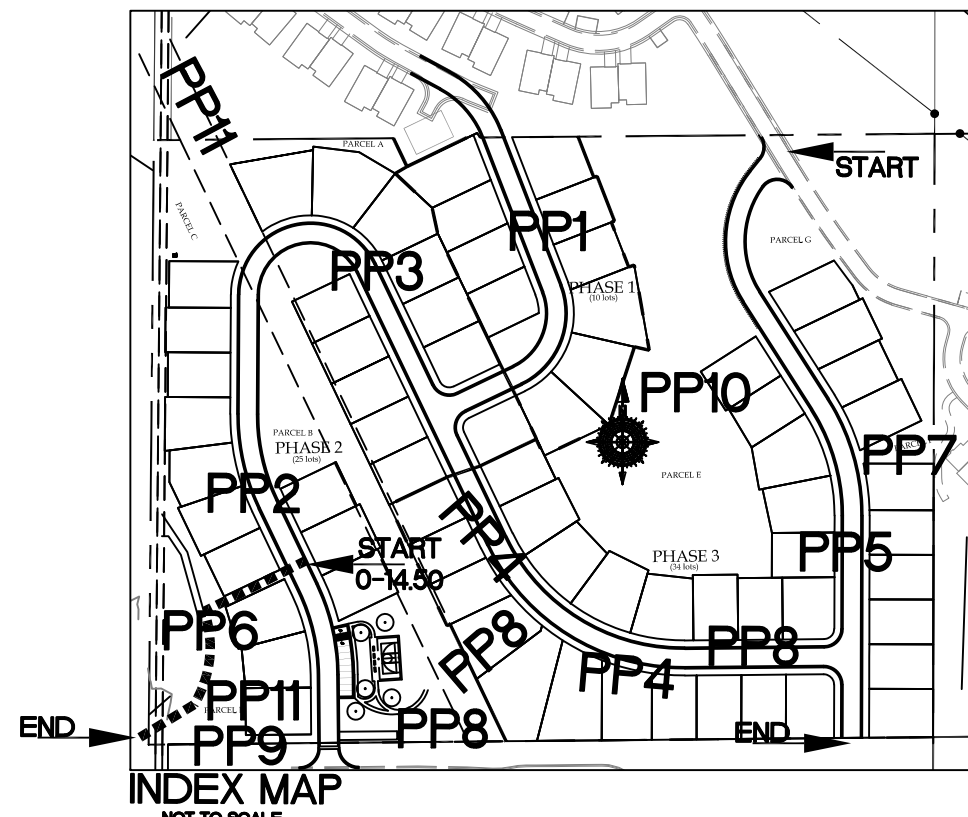 PP11
PARCEL A
START
PARCEL C
PP1
PARCEL G
PP3
PHASE 1
(10 lots)
PP10
PARCEL B
PHASE 2
(25 lots)
PP7
PARCEL E
PP2
PP4
START
0-14.50
PHASE 3
(34 lots)
PP5
PP6
PP8
PP8
PP4
PP11
PARCEL
END
PP9
PP8
END
INDEX MAP
NOT TO SCALE